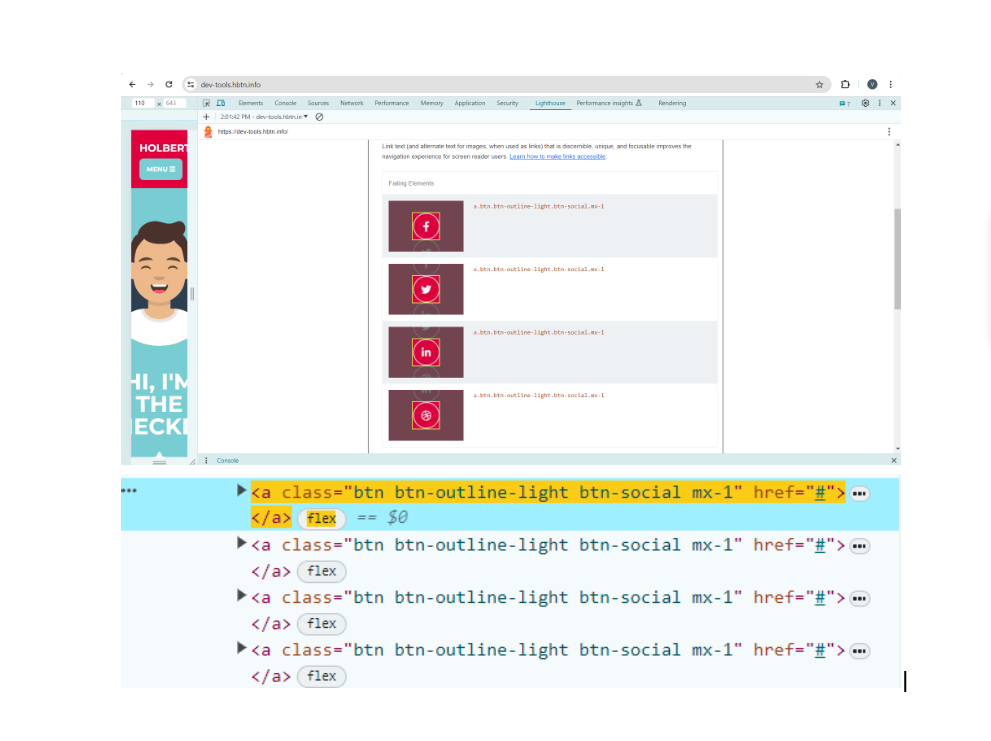 dev-tools.hbtn.info
V
110 x 643
Elements Console Sources Network Performance Memory Application Security Lighthouse Performance insights Rendering
7
2:01:42 PM - dev-tools.hbtn.in
https://dev-tools.hbtn.info/
HOLBERT
MENU
HI, I'M
THE
ECKE
Link text (and alternate text for images, when used as links) that is discernible, unique, and focusable improves the
navigation experience for screen reader users. Learn how to make links accessible.
Failing Elements
a.btn.btn-outline-light.btn-social.mx-1
a.btn.btn-outline-light.btn-social.mx-1
in
a.btn.btn-outline-light.btn-social.mx-1
a.btn.btn-outline-light.btn-social.mx-1
Console
<a class="btn btn-outline-light btn-social mx-1" href="#">
</a> flex == $0
<a class="btn btn-outline-light btn-social mx-1" href="#">
</a> flex
<a class="btn btn-outline-light btn-social mx-1" href="#">
</a> flex
<a class="btn btn-outline-light btn-social mx-1" href="#">
</a> flex